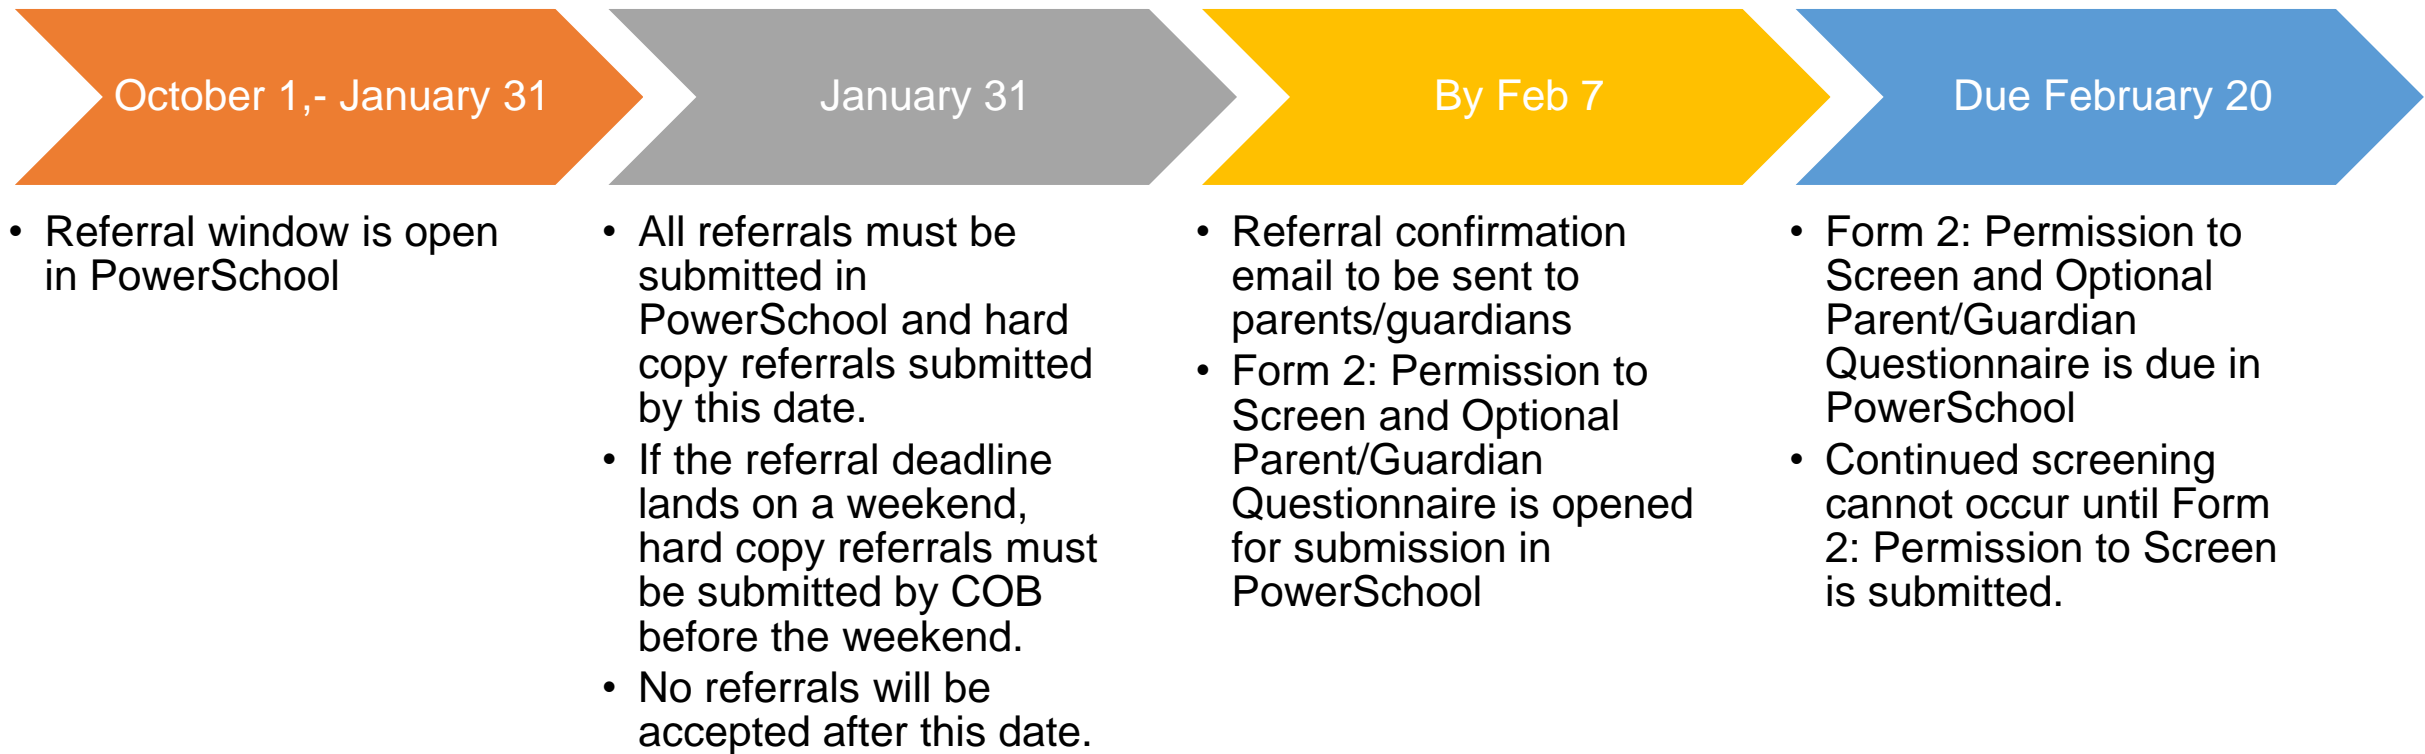 October 1,- January 31
January 31
By Feb 7
Due February 20
• Referral window is open
in PowerSchool
• All referrals must be
submitted in
PowerSchool and hard
copy referrals submitted
by this date.
• If the referral deadline
lands on a weekend,
hard copy referrals must
be submitted by COB
before the weekend.
• No referrals will be
accepted after this date.
• Referral confirmation
email to be sent to
parents/guardians
• Form 2: Permission to
Screen and Optional
Parent/Guardian
Questionnaire is opened
for submission in
PowerSchool
• Form 2: Permission to
Screen and Optional
Parent/Guardian
Questionnaire is due in
PowerSchool
• Continued screening
cannot occur until Form
2: Permission to Screen
is submitted.